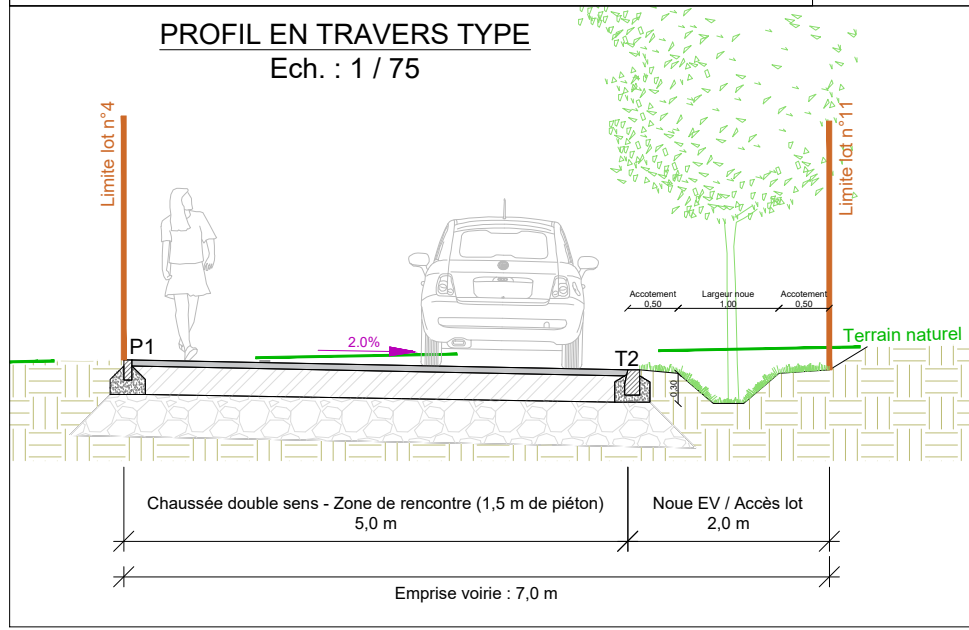 PROFIL EN TRAVERS TYPE
Ech. : 1 / 75
Limite lot n°4
Limite lot n°11
Accotement
0,50
Largeur noue
1,00
Accotement
0,50
Terrain naturel
2.0%
P1
T2
0,30
Chaussée double sens - Zone de rencontre (1,5 m de piéton)
5,0 m
Noue EV / Accès lot
2,0 m
Emprise voirie : 7,0 m